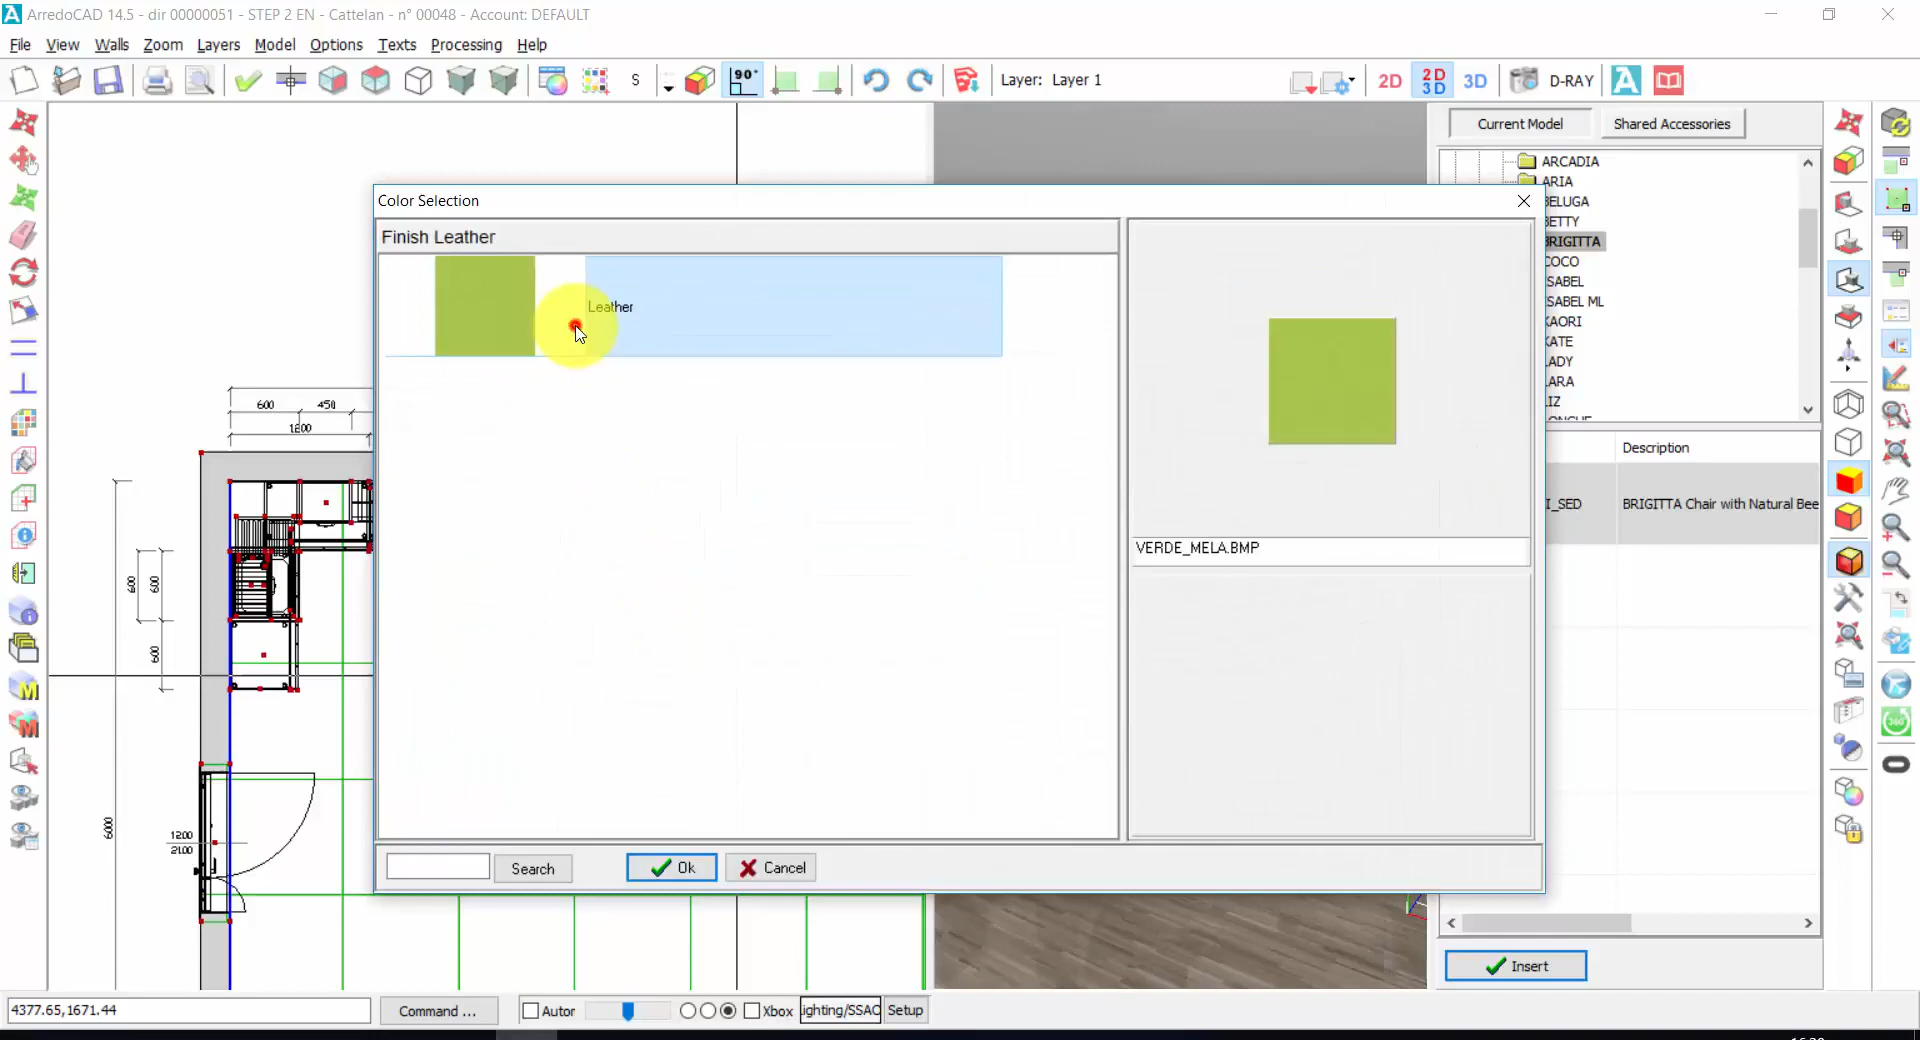 ArredoCAD 14.5 - dir 00000051 - STEP 2 EN - Cattelan - n° 00048 - Account: DEFAULT
File View Walls Zoom Layers Model Options Texts Processing Help
S 90° Layer: Layer 1 2D 2D 3D 3D D-RAY
Current Model Shared Accessories
ARCADIA
ARIA
BELUGA
BETTY
BRIGITTA
COCO
ISABEL
ISABEL ML
KAORI
KATE
LADY
LARA
LIZ
Color Selection
Finish Leather
Leather
VERDE_MELA.BMP
Search Ok Cancel
Description
I_SED BRIGITTA Chair with Natural Bee
Insert
600 450
1200
600 600
600
6000
1200
2100
4377.65,1671.44 Command ... Autor Xbox ighting/SSAO Setup